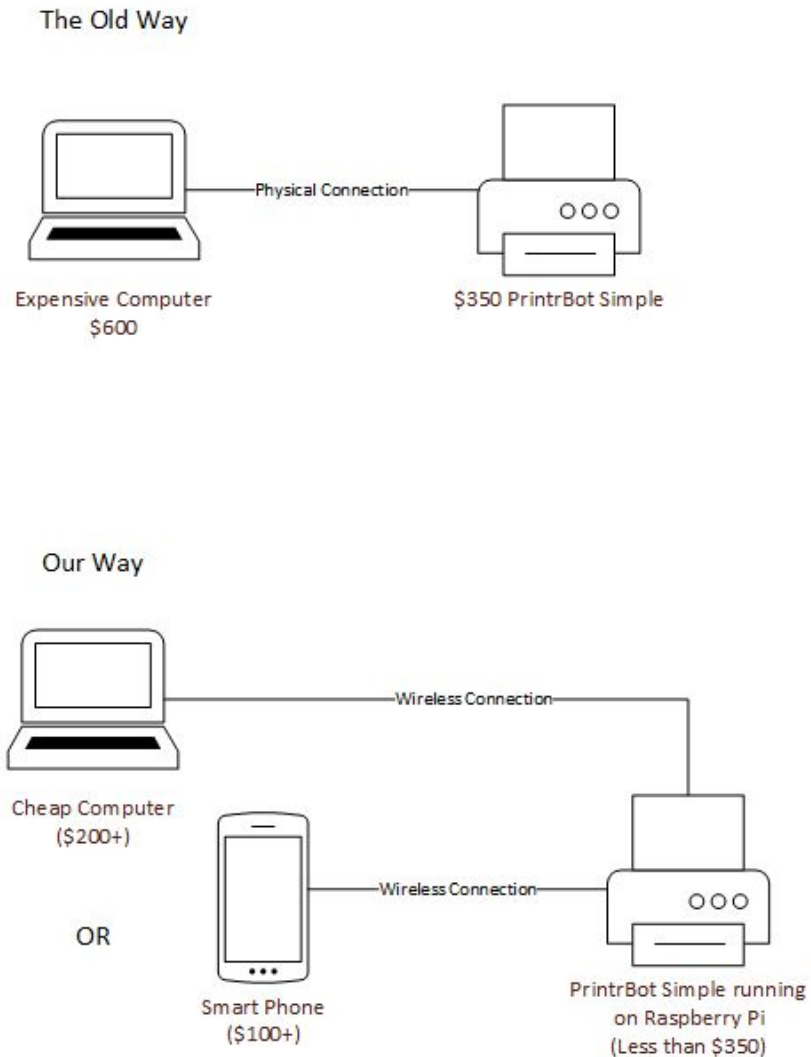 The Old Way
Physical Connection
Expensive Computer
$600
$350 PrintrBot Simple
Our Way
Wireless Connection
Cheap Computer
($200+)
Wireless Connection
OR
Smart Phone
($100+)
PrintrBot Simple running
on Raspberry Pi
(Less than $350)